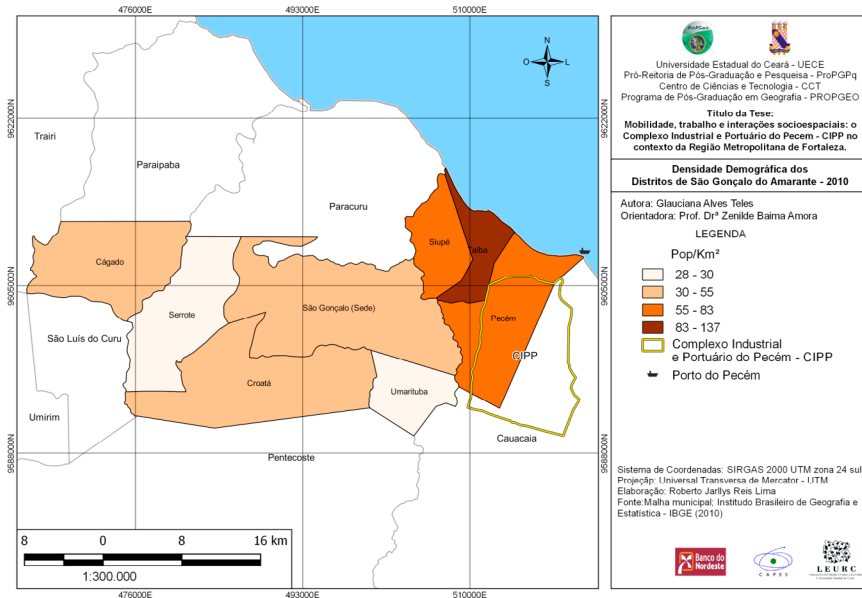 476000E 493000E 510000E
9622000N 9622000N
9605000N 9605000N
9588000N 9588000N
476000E 493000E 510000E
N
O L
S
Trairi
Paraipaba
Paracuru
Siupé
Taíba
Cágado
São Gonçalo (Sede)
Serrote
Pecém
São Luís do Curu
CIPP
Croatá
Umarituba
Umirim
Cauacaia
Pentecoste
8 0 8 16 km
1:300.000
ProPGeo
Universidade Estadual do Ceará - UECE
Pró-Reitoria de Pós-Graduação e Pesquisa - ProPGPq
Centro de Ciências e Tecnologia - CCT
Programa de Pós-Graduação em Geografia - PROPGEO
Título da Tese:
Mobilidade, trabalho e interações socioespaciais: o
Complexo Industrial e Portuário do Pecem - CIPP no
contexto da Região Metropolitana de Fortaleza.
Densidade Demográfica dos
Distritos de São Gonçalo do Amarante - 2010
Autora: Glauciana Alves Teles
Orientadora: Prof. Drª Zenilde Baima Amora
LEGENDA
Pop/Km²
28 - 30
30 - 55
55 - 83
83 - 137
Complexo Industrial
e Portuário do Pecém - CIPP
Porto do Pecém
Sistema de Coordenadas: SIRGAS 2000 UTM zona 24 sul
Projeção: Universal Transversa de Mercator - UTM
Elaboração: Roberto Jarllys Reis Lima
Fonte:Malha municipal; Institudo Brasileiro de Geografia e
Estatística - IBGE (2010)
Banco do
Nordeste
CAPES
LEURC